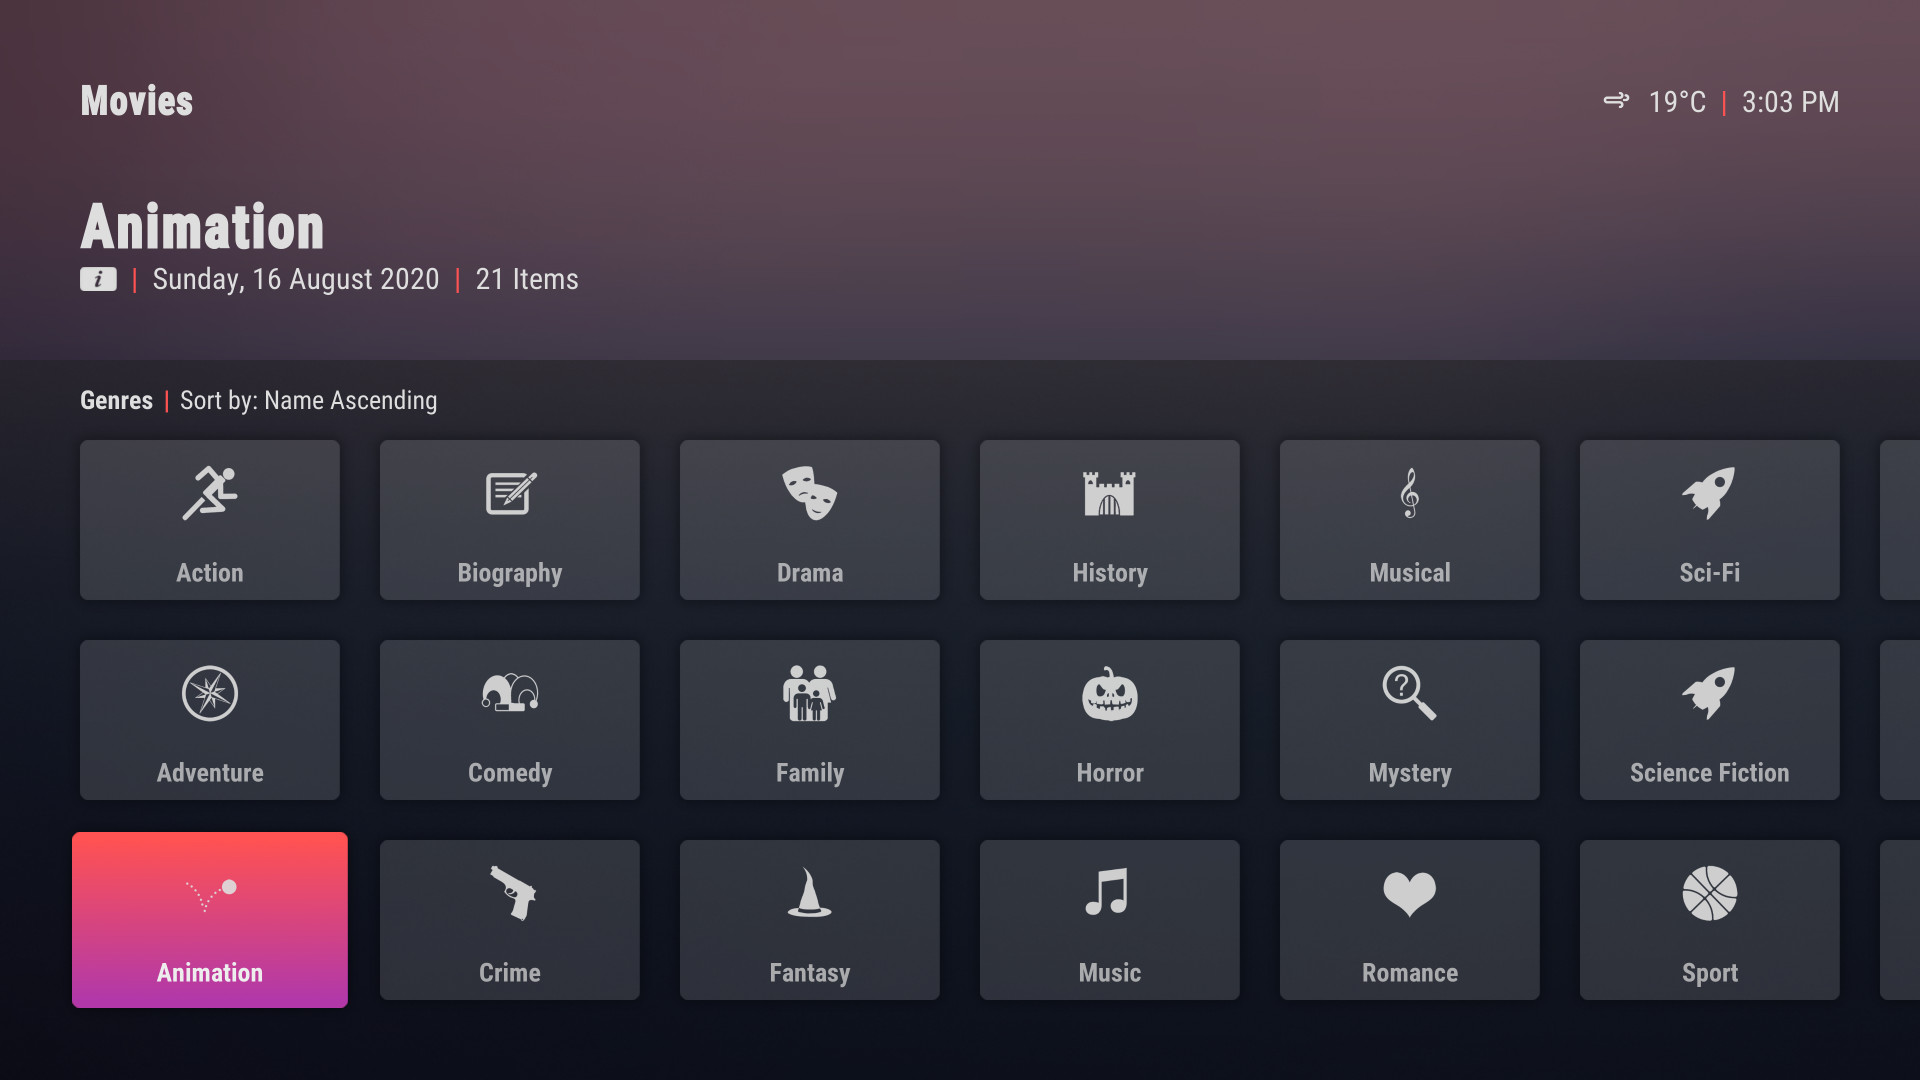 Movies
19°C | 3:03 PM
Animation
i | Sunday, 16 August 2020 | 21 Items
Genres | Sort by: Name Ascending
Action
Biography
Drama
History
Musical
Sci-Fi
Adventure
Comedy
Family
Horror
?
Mystery
Science Fiction
Animation
Crime
Fantasy
Music
Romance
Sport